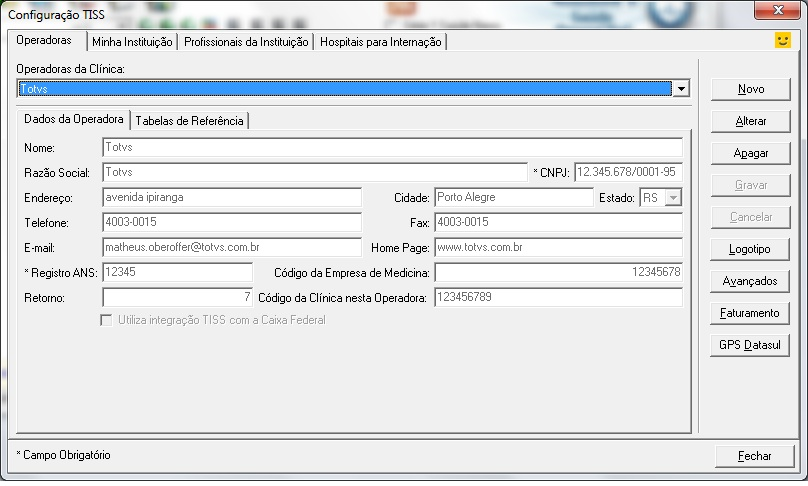 Configuração TISS
Operadoras Minha Instituição Profissionais da Instituição Hospitais para Internação
Operadoras da Clínica:
Totvs
Novo
Dados da Operadora Tabelas de Referência
Alterar
Nome: Totvs
Apagar
Razão Social: Totvs * CNPJ: 12.345.678/0001-95
Gravar
Endereço: avenida ipiranga Cidade: Porto Alegre Estado: RS
Cancelar
Telefone: 4003-0015 Fax: 4003-0015
E-mail: matheus.oberoffer@totvs.com.br Home Page: www.totvs.com.br
Logotipo
* Registro ANS: 12345 Código da Empresa de Medicina: 12345678
Avançados
Retorno: 7 Código da Clínica nesta Operadora: 123456789
Faturamento
Utiliza integração TISS com a Caixa Federal
GPS Datasul
* Campo Obrigatório
Fechar